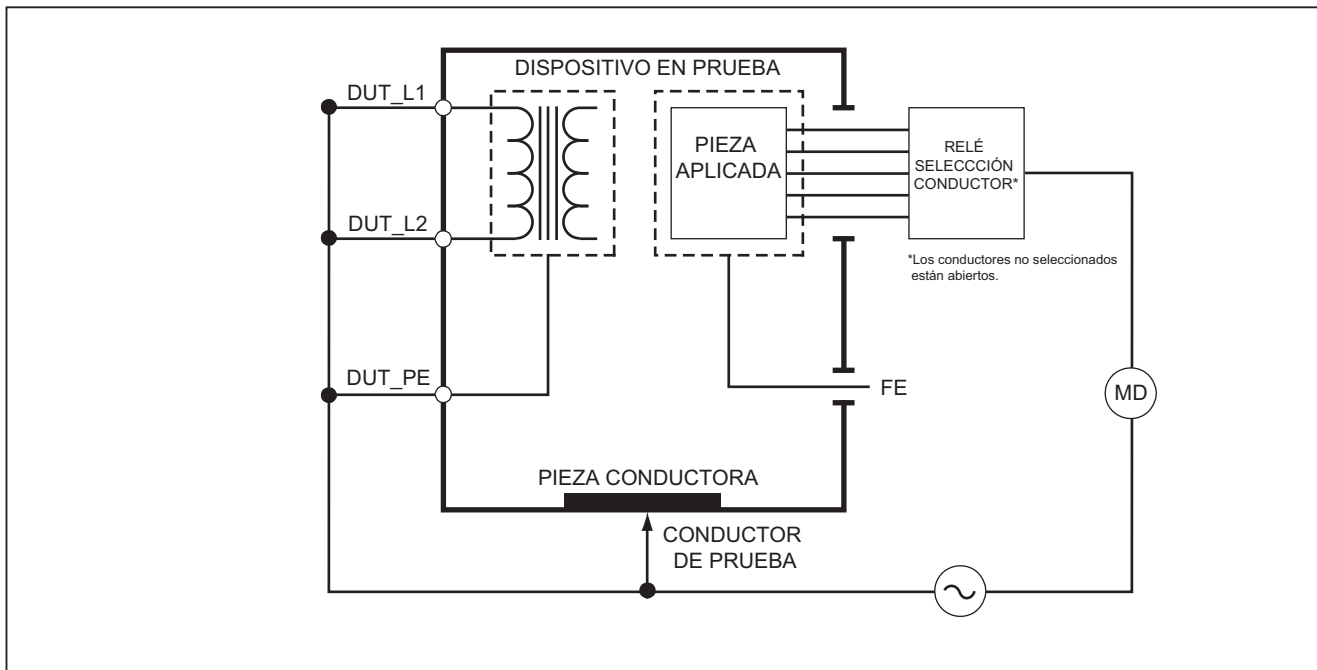 DISPOSITIVO EN PRUEBA
DUT_L1
PIEZA
APLICADA
RELÉ
SELECCCIÓN
CONDUCTOR*
DUT_L2
*Los conductores no seleccionados
están abiertos.
DUT_PE
FE
MD
PIEZA CONDUCTORA
CONDUCTOR
DE PRUEBA